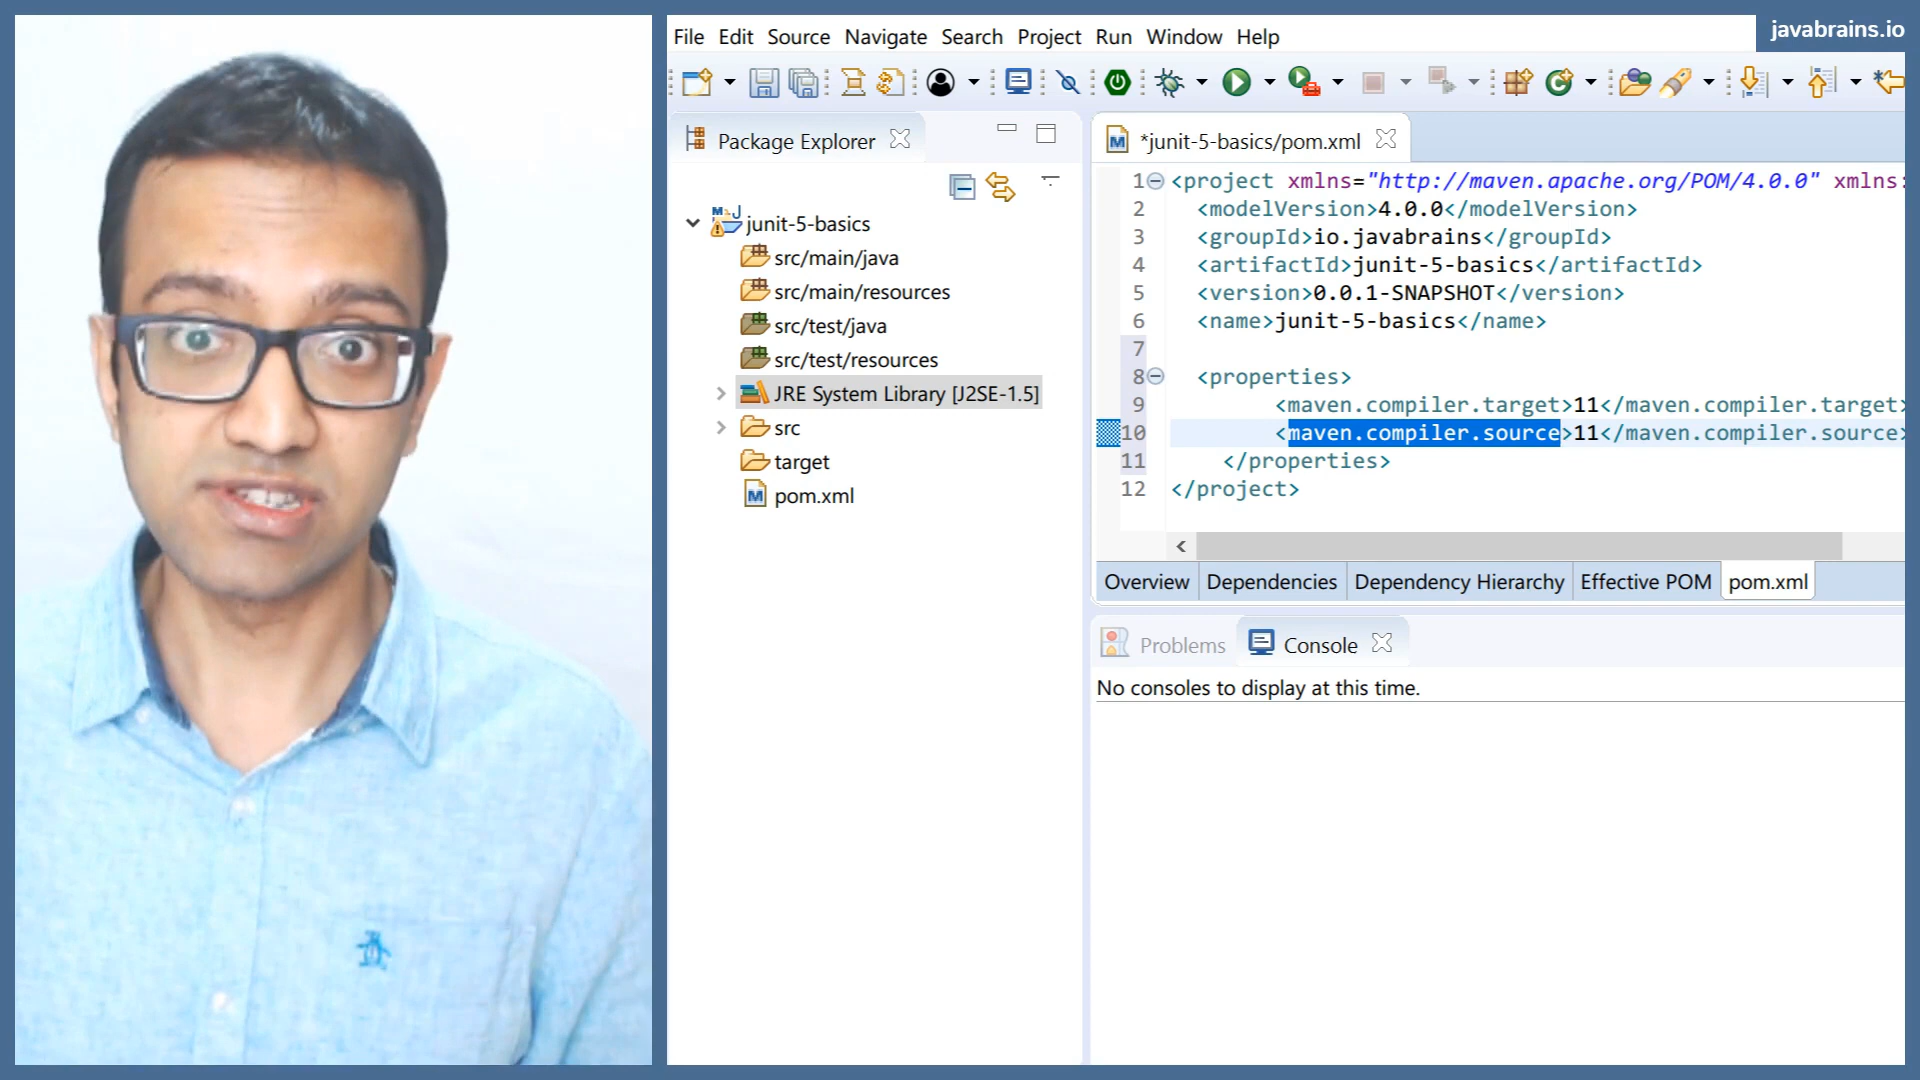 javabrains.io
File Edit Source Navigate Search Project Run Window Help
Package Explorer
junit-5-basics
src/main/java
src/main/resources
src/test/java
src/test/resources
JRE System Library [J2SE-1.5]
src
target
pom.xml
*junit-5-basics/pom.xml
1 <project xmlns="http://maven.apache.org/POM/4.0.0" xmlns:
2 <modelVersion>4.0.0</modelVersion>
3 <groupId>io.javabrains</groupId>
4 <artifactId>junit-5-basics</artifactId>
5 <version>0.0.1-SNAPSHOT</version>
6 <name>junit-5-basics</name>
7
8 <properties>
9 <maven.compiler.target>11</maven.compiler.target>
10 <maven.compiler.source>11</maven.compiler.source>
11 </properties>
12 </project>
Overview Dependencies Dependency Hierarchy Effective POM pom.xml
Problems Console
No consoles to display at this time.